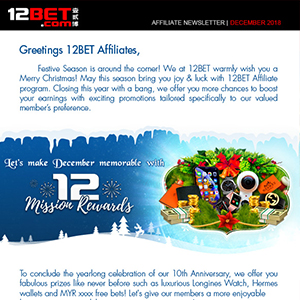 12BET 壹贰博
.com
AFFILIATE NEWSLETTER | DECEMBER 2018
Greetings 12BET Affiliates,
Festive Season is around the corner! We at 12BET warmly wish you a
Merry Christmas! May this season bring you joy & luck with 12BET Affiliate
program. Closing this year with a bang, we offer you more chances to boost
your earnings with exciting promotions tailored specifically to our valued
member's preference.
Let's make December memorable with
12
Mission Rewards
To conclude the yearlong celebration of our 10th Anniversary, we offer you
fabulous prizes like never before such as luxurious Longines Watch, Hermes
wallets and MYR xxxx free bets! Let's give our members a more enjoyable